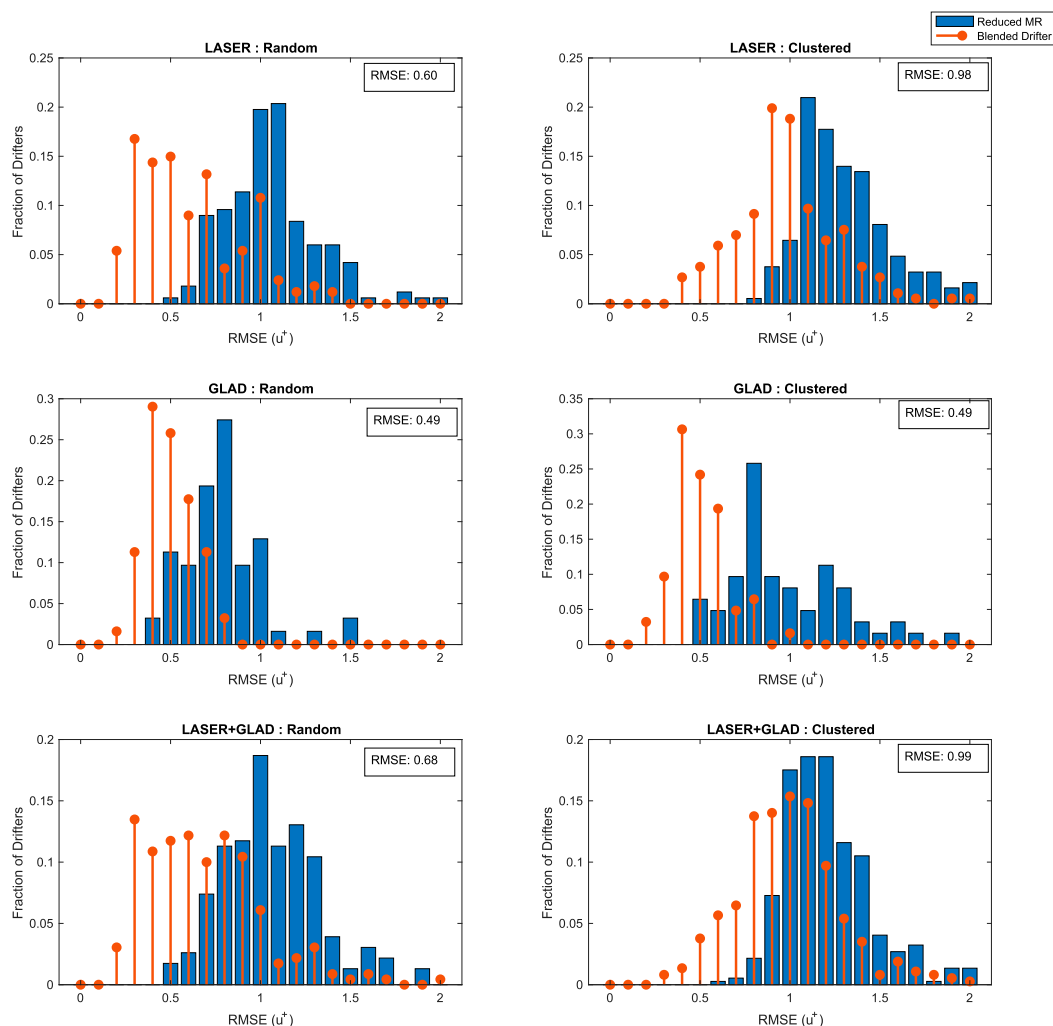 Reduced MR
Blended Drifter
LASER : Random
RMSE: 0.60
0.25
0.2
0.15
0.1
0.05
0
Fraction of Drifters
0 0.5 1 1.5 2
RMSE (u+)
LASER : Clustered
RMSE: 0.98
0.25
0.2
0.15
0.1
0.05
0
Fraction of Drifters
0 0.5 1 1.5 2
RMSE (u+)
GLAD : Random
RMSE: 0.49
0.3
0.25
0.2
0.15
0.1
0.05
0
Fraction of Drifters
0 0.5 1 1.5 2
RMSE (u+)
GLAD : Clustered
RMSE: 0.49
0.35
0.3
0.25
0.2
0.15
0.1
0.05
0
Fraction of Drifters
0 0.5 1 1.5 2
RMSE (u+)
LASER+GLAD : Random
RMSE: 0.68
0.2
0.15
0.1
0.05
0
Fraction of Drifters
0 0.5 1 1.5 2
RMSE (u+)
LASER+GLAD : Clustered
RMSE: 0.99
0.2
0.15
0.1
0.05
0
Fraction of Drifters
0 0.5 1 1.5 2
RMSE (u+)